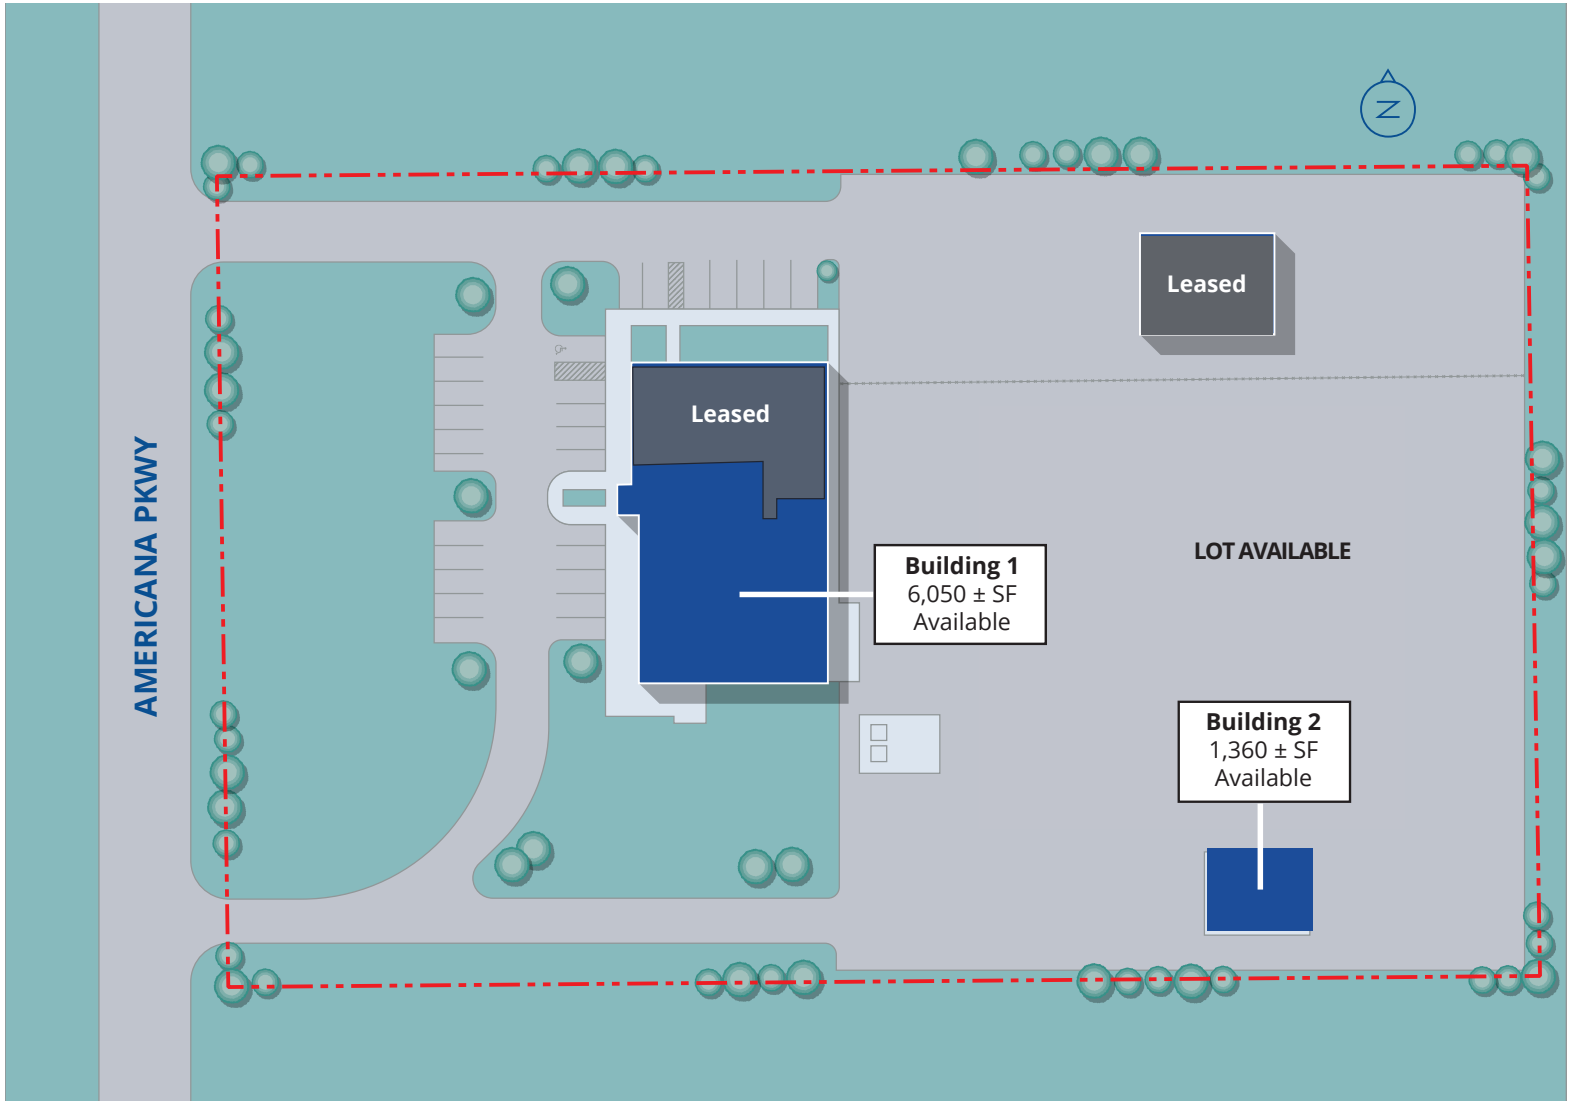 N
Leased
Leased
AMERICANA PKWY
LOT AVAILABLE
Building 1
6,050 ± SF
Available
Building 2
1,360 ± SF
Available